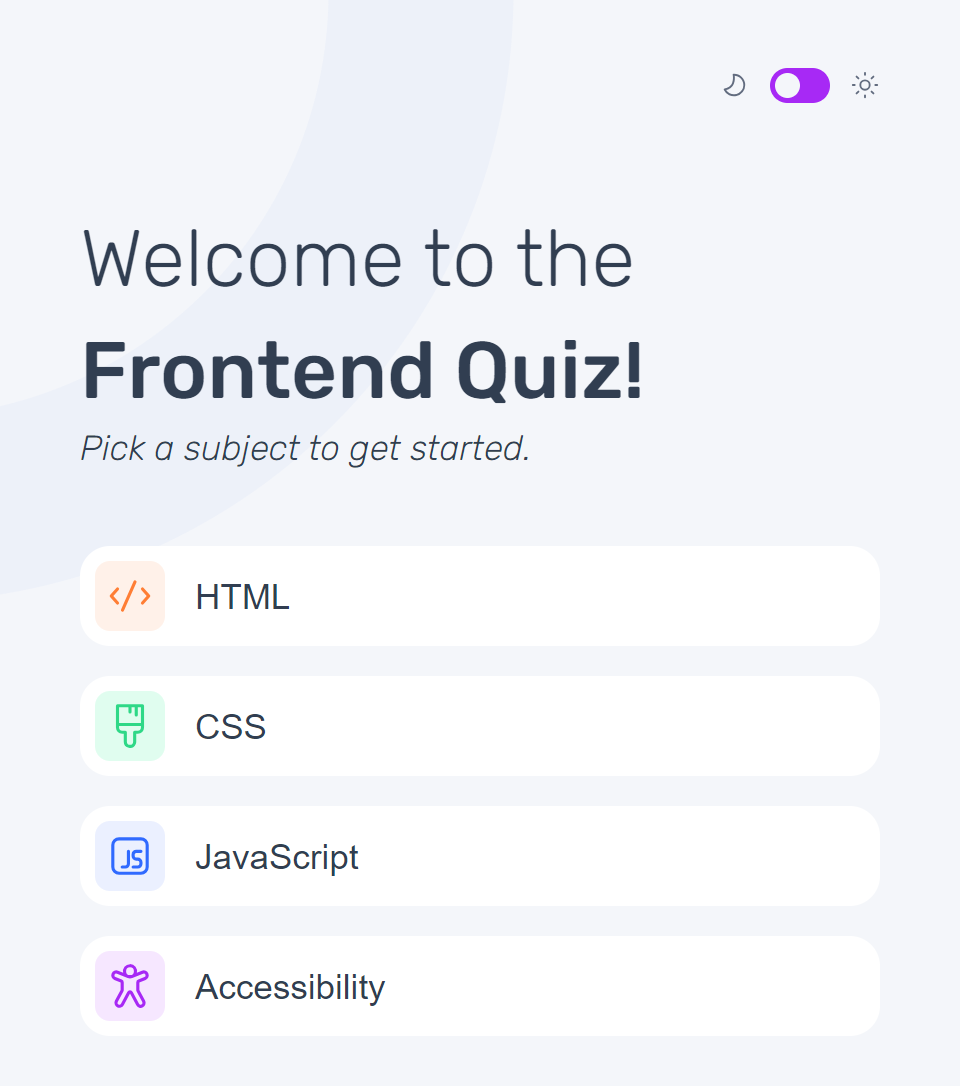 Welcome to the
Frontend Quiz!
Pick a subject to get started.
HTML
CSS
JS
JavaScript
Accessibility